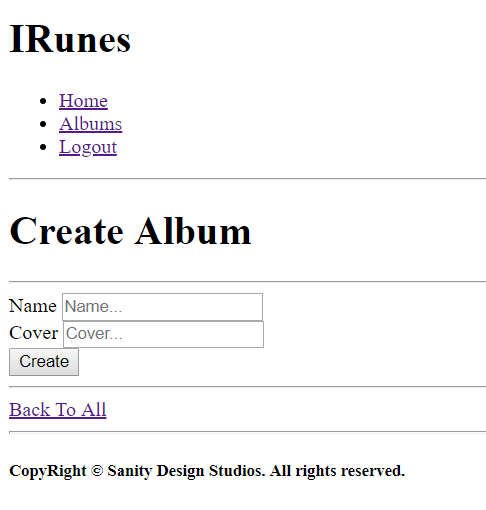 IRunes
Home
Albums
Logout
Create Album
Name Name...
Cover Cover...
Create
Back To All
CopyRight © Sanity Design Studios. All rights reserved.